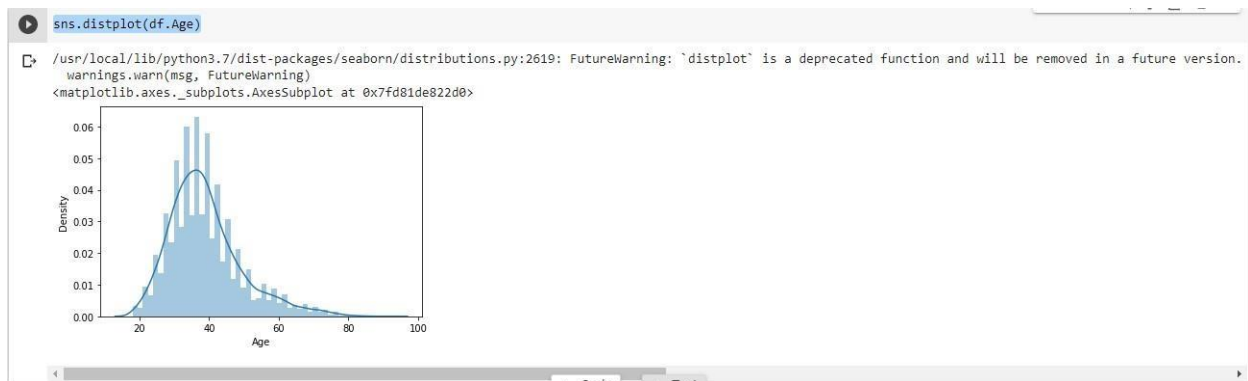 sns.distplot(df.Age)
/usr/local/lib/python3.7/dist-packages/seaborn/distributions.py:2619: FutureWarning: `distplot` is a deprecated function and will be removed in a future version.
warnings.warn(msg, FutureWarning)
<matplotlib.axes._subplots.AxesSubplot at 0x7fd81de822d0>
0.06
0.05
0.04
0.03
0.02
0.01
0.00
Density
20 40 60 80 100
Age